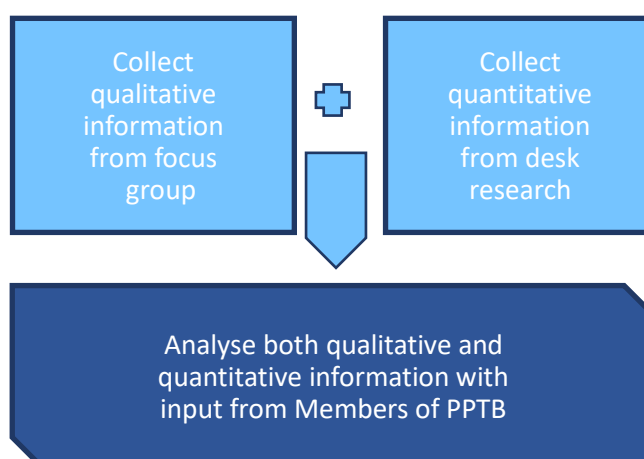 Collect
qualitative
information
from focus
group
Collect
quantitative
information
from desk
research
Analyse both qualitative and
quantitative information with
input from Members of PPTB